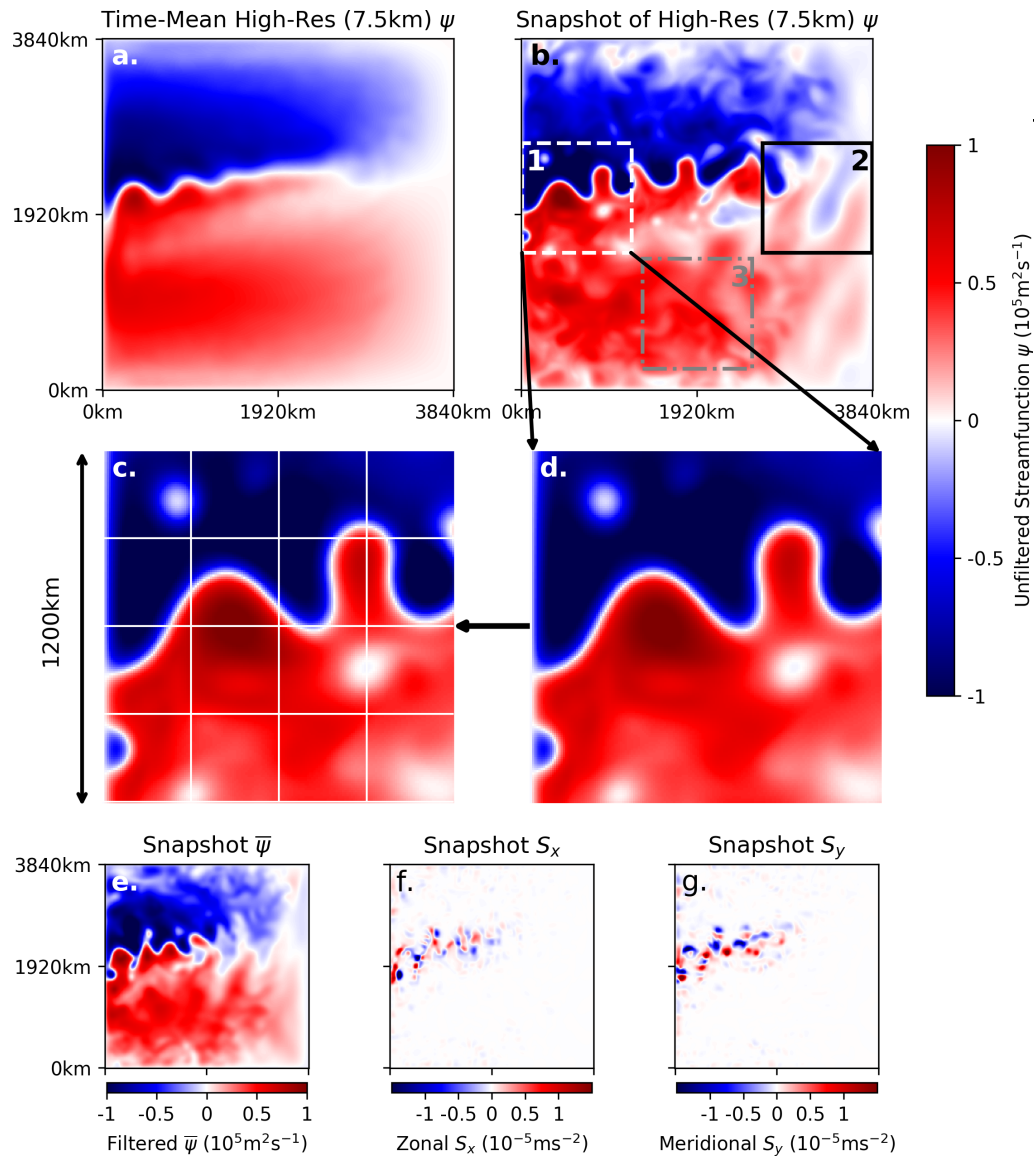 Time-Mean High-Res (7.5km) ψ
Snapshot of High-Res (7.5km) ψ
3840km
1920km
0km
a.
0km
1920km
3840km
b.
1
2
3
0km
1920km
3840km
1
0.5
0
-0.5
-1
Unfiltered Streamfunction ψ (10⁵m²s⁻¹)
1200km
c.
d.
Snapshot ψ̅
Snapshot Sₓ
Snapshot S_y
3840km
1920km
0km
e.
f.
g.
-1 -0.5 0 0.5 1
Filtered ψ̅ (10⁵m²s⁻¹)
-1 -0.5 0 0.5 1
Zonal Sₓ (10⁻⁵ms⁻²)
-1 -0.5 0 0.5 1
Meridional S_y (10⁻⁵ms⁻²)